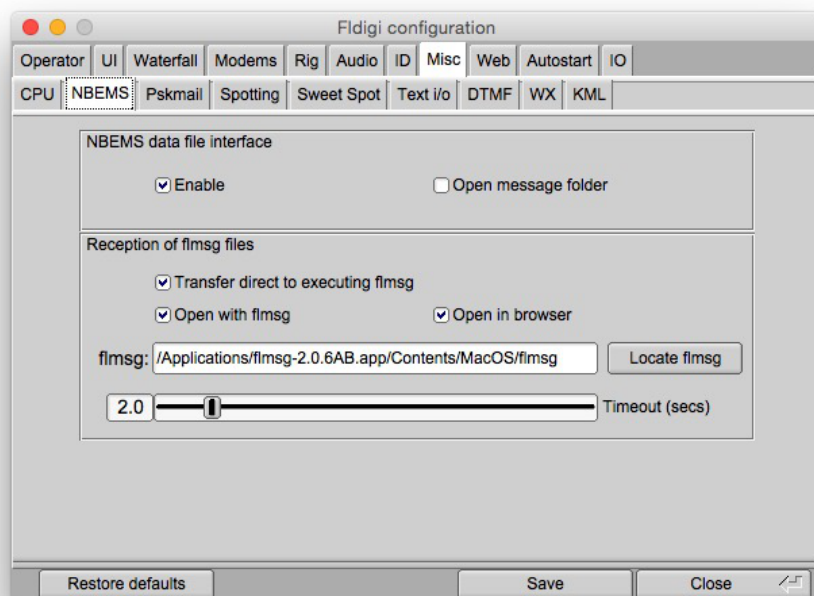 Fldigi configuration
Operator UI Waterfall Modems Rig Audio ID Misc Web Autostart IO
CPU NBEMS Pskmail Spotting Sweet Spot Text i/o DTMF WX KML
NBEMS data file interface
Enable Open message folder
Reception of flmsg files
Transfer direct to executing flmsg
Open with flmsg Open in browser
flmsg: /Applications/flmsg-2.0.6AB.app/Contents/MacOS/flmsg Locate flmsg
2.0 Timeout (secs)
Restore defaults Save Close